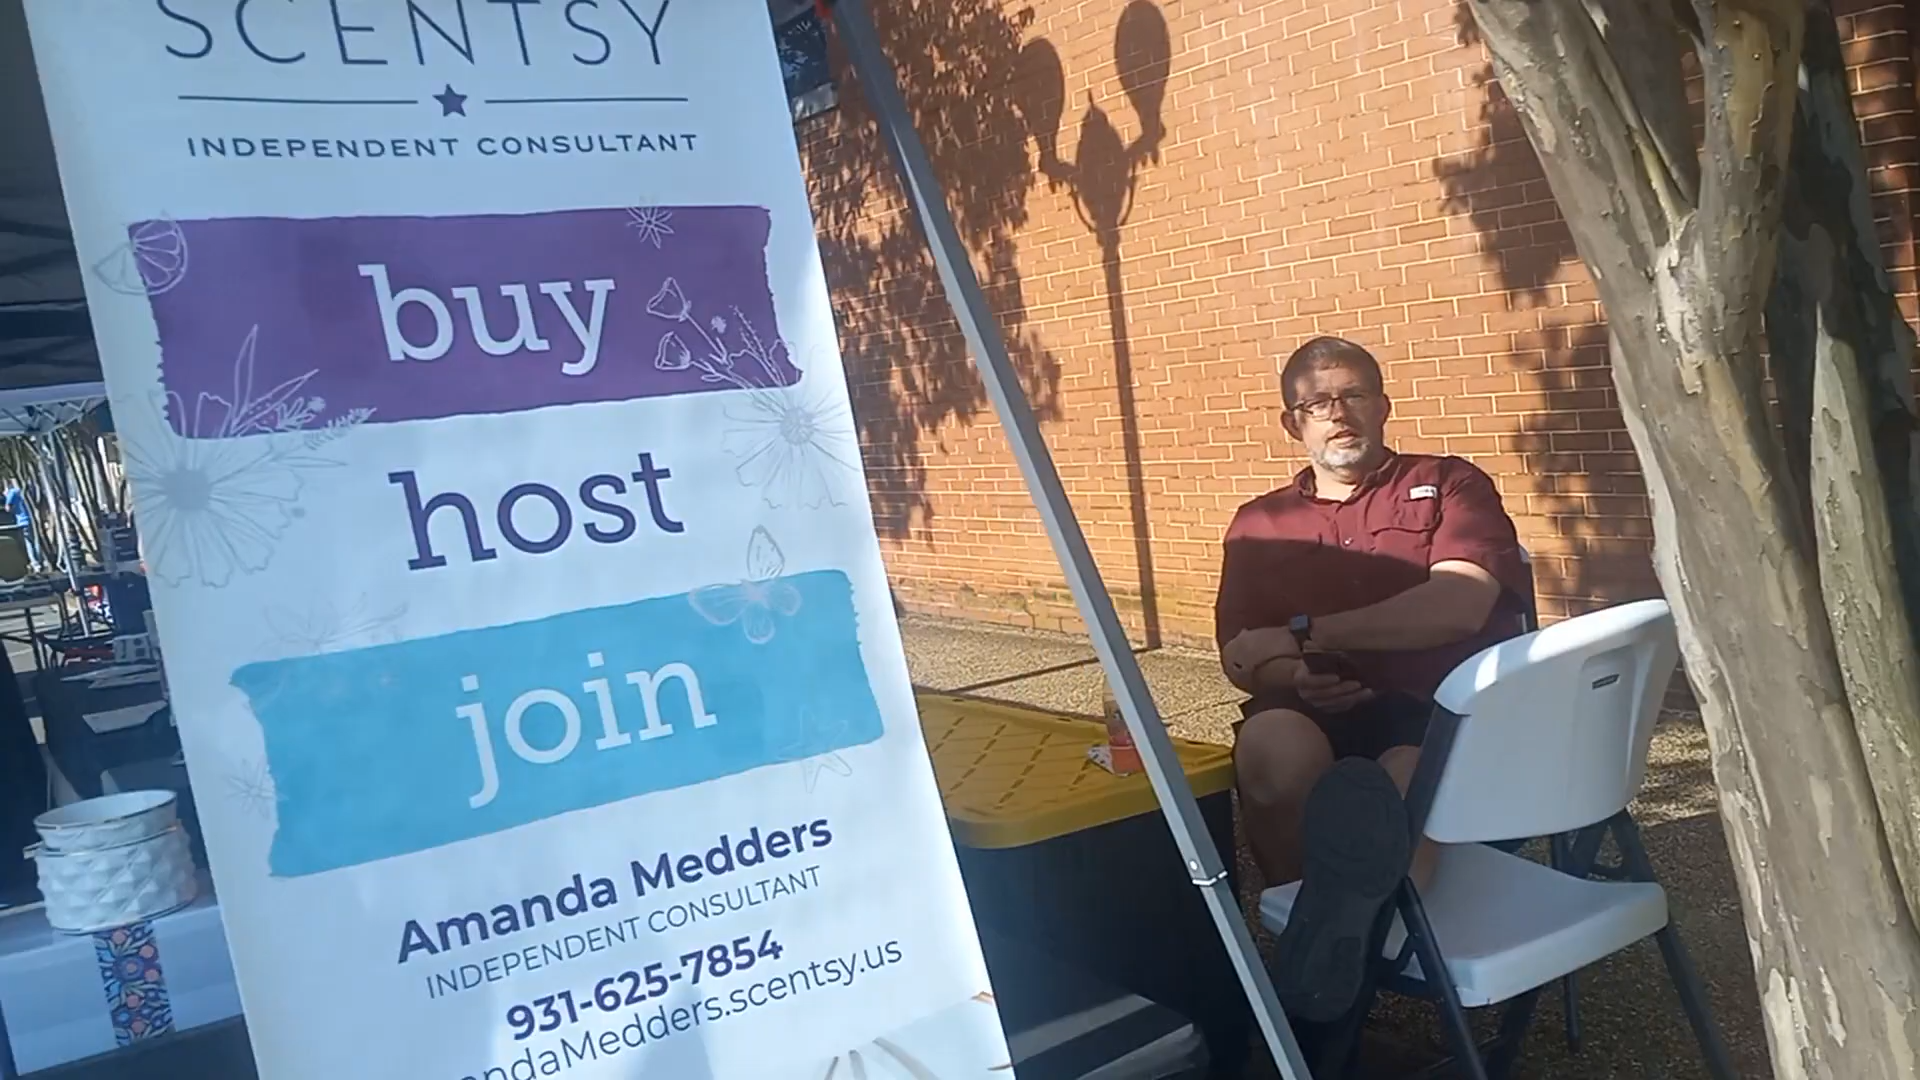 SCENTSY
INDEPENDENT CONSULTANT
buy
host
join
Amanda Medders
INDEPENDENT CONSULTANT
931-625-7854
ndaMedders.scentsy.us